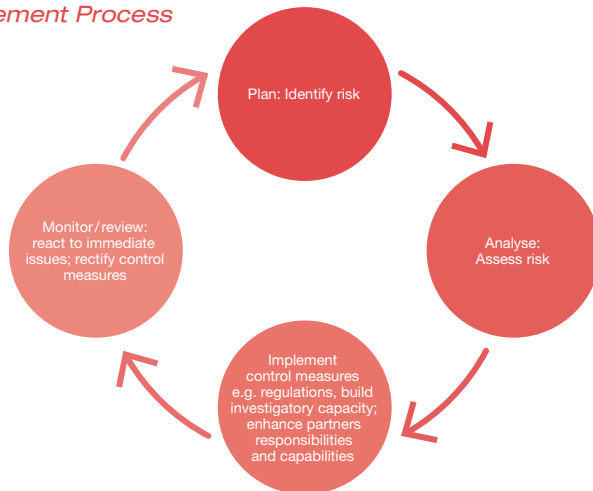 ement Process
Plan: Identify risk
Analyse:
Assess risk
Implement
control measures
e.g. regulations, build
investigatory capacity;
enhance partners
responsibilities
and capabilities
Monitor/review:
react to immediate
issues; rectify control
measures